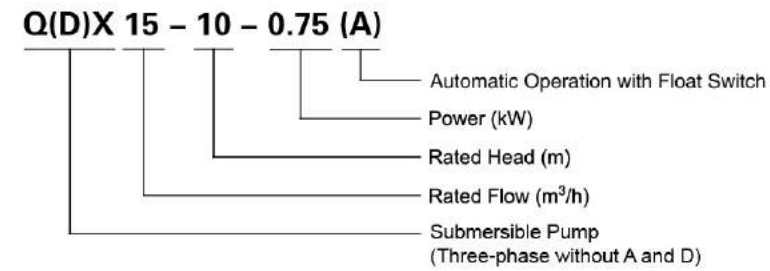 Q(D)X 15 – 10 – 0.75 (A)
Automatic Operation with Float Switch
Power (kW)
Rated Head (m)
Rated Flow (m³/h)
Submersible Pump
(Three-phase without A and D)